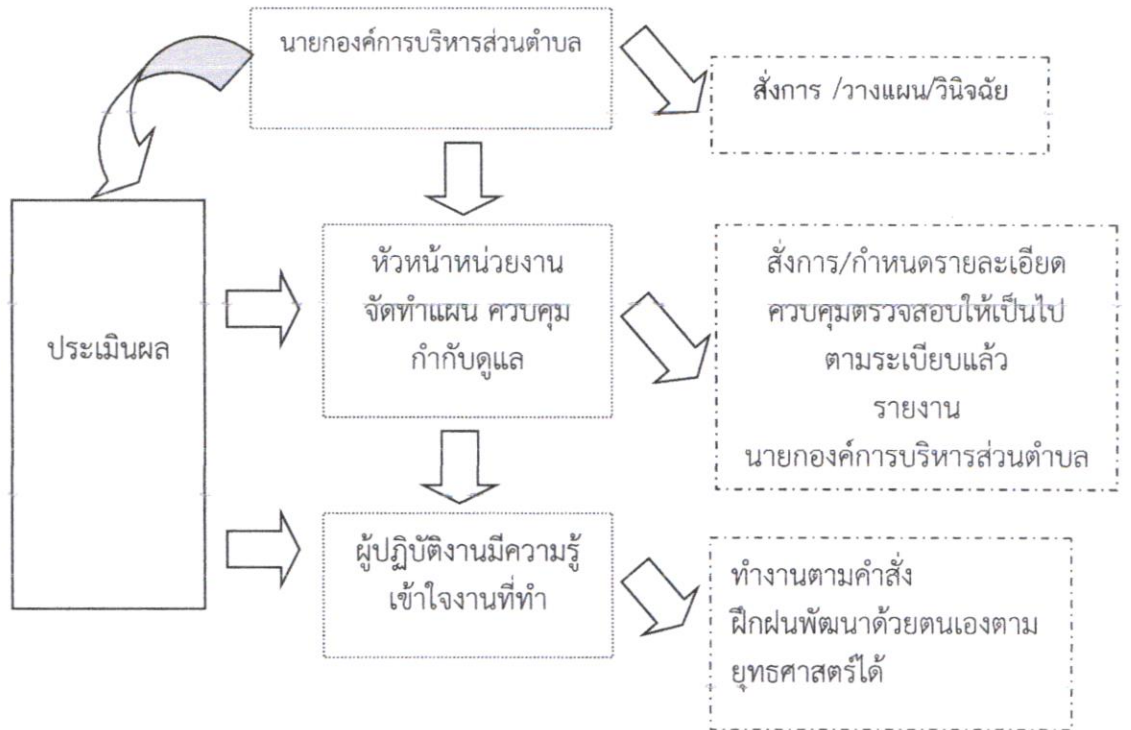 นายกองค์การบริหารส่วนตำบล
สั่งการ /วางแผน/วินิจฉัย
ประเมินผล
หัวหน้าหน่วยงาน
จัดทำแผน ควบคุม
กำกับดูแล
สั่งการ/กำหนดรายละเอียด
ควบคุมตรวจสอบให้เป็นไป
ตามระเบียบแล้ว
รายงาน
นายกองค์การบริหารส่วนตำบล
ผู้ปฏิบัติงานมีความรู้
เข้าใจงานที่ทำ
ทำงานตามคำสั่ง
ฝึกฝนพัฒนาด้วยตนเองตาม
ยุทธศาสตร์ได้